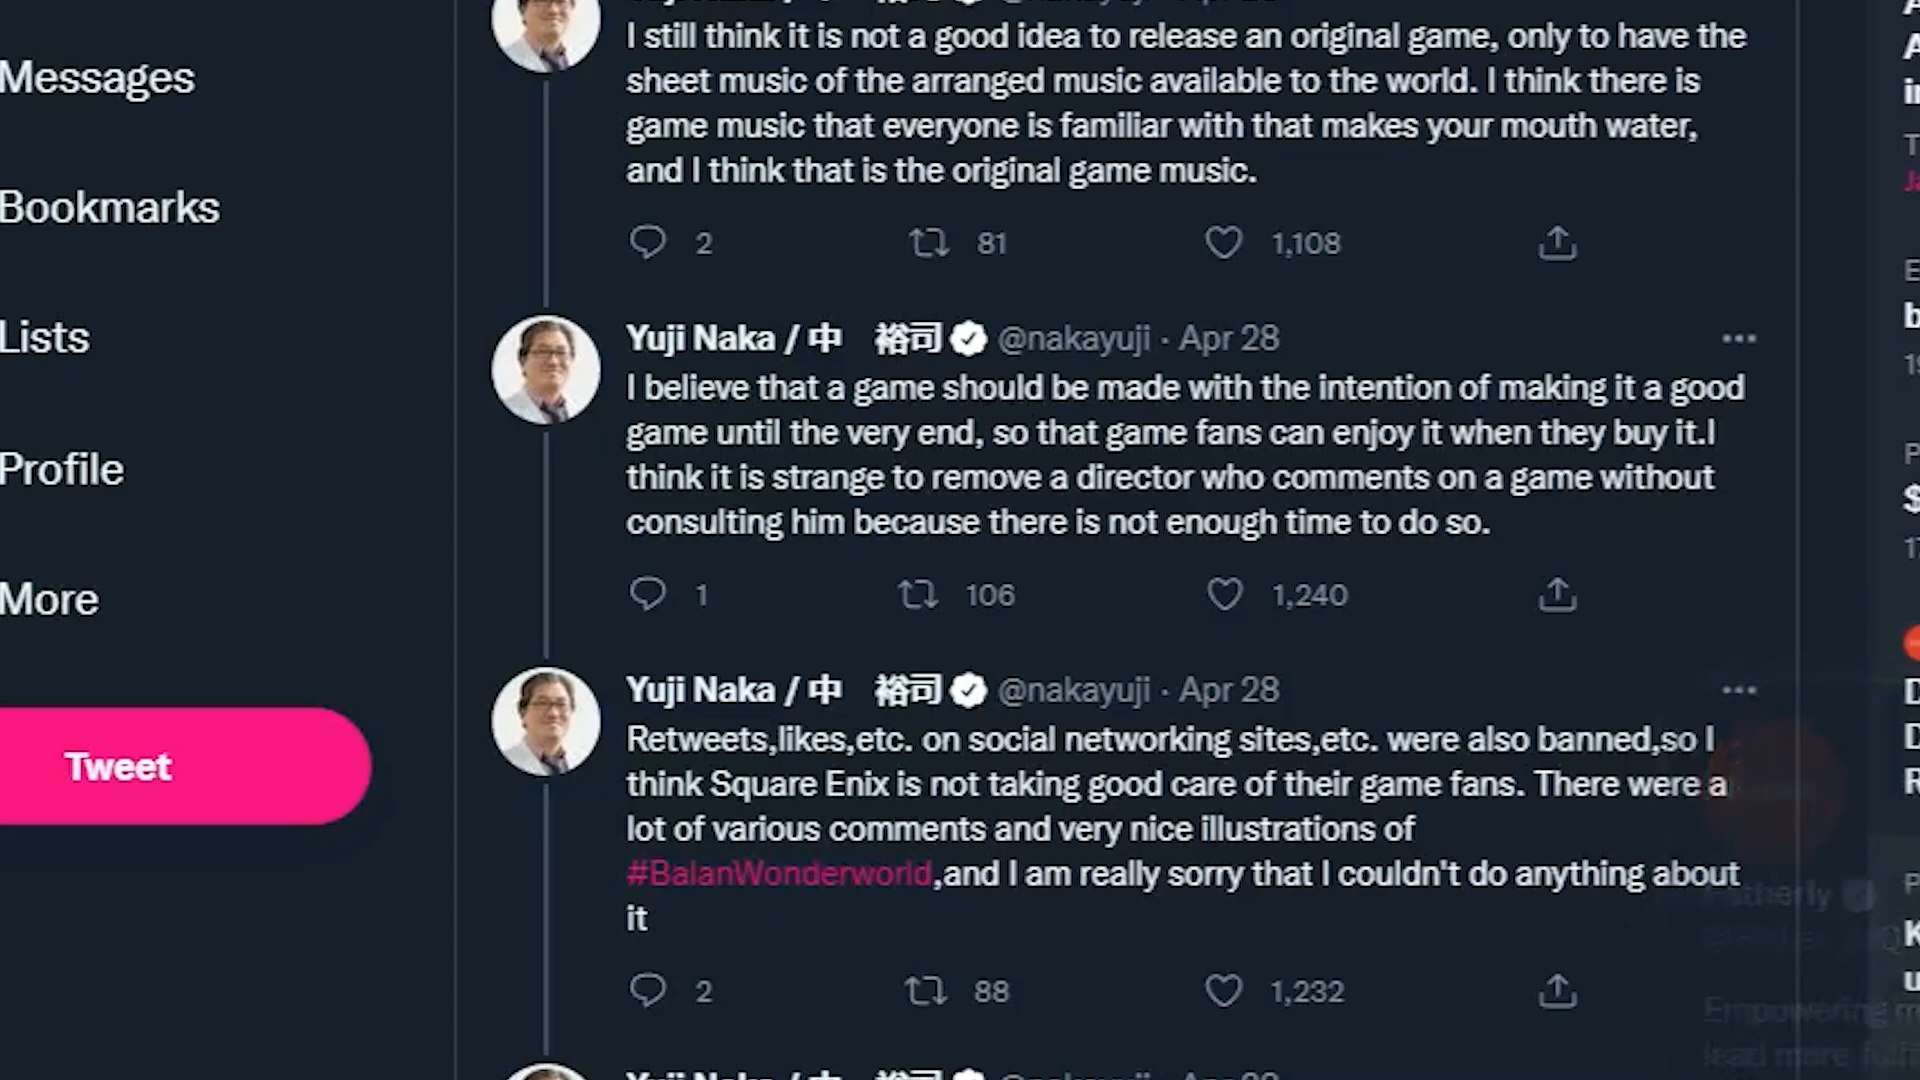 Messages
Bookmarks
Lists
Profile
More
Tweet
I still think it is not a good idea to release an original game, only to have the
sheet music of the arranged music available to the world. I think there is
game music that everyone is familiar with that makes your mouth water,
and I think that is the original game music.
2 81 1,108
Yuji Naka / 中 裕司 @nakayuji · Apr 28
I believe that a game should be made with the intention of making it a good
game until the very end, so that game fans can enjoy it when they buy it.I
think it is strange to remove a director who comments on a game without
consulting him because there is not enough time to do so.
1 106 1,240
Yuji Naka / 中 裕司 @nakayuji · Apr 28
Retweets,likes,etc. on social networking sites,etc. were also banned,so I
think Square Enix is not taking good care of their game fans. There were a
lot of various comments and very nice illustrations of
#BalanWonderworld,and I am really sorry that I couldn't do anything about
it
2 88 1,232
Empowering
lead more